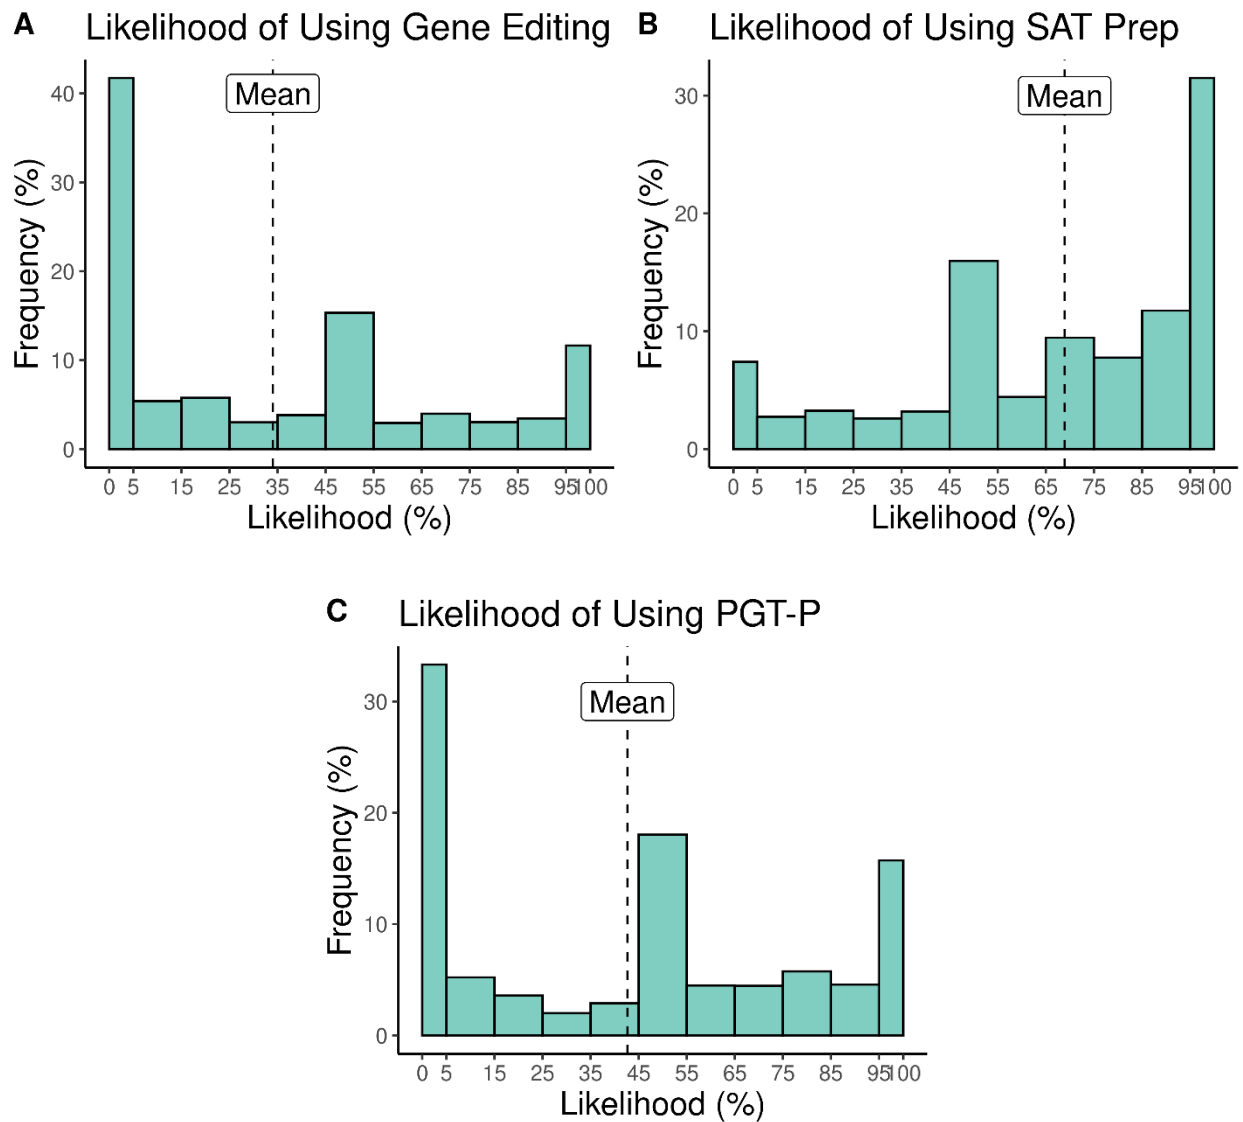 A Likelihood of Using Gene Editing
Mean
Frequency (%)
40
30
20
10
0
0 5 15 25 35 45 55 65 75 85 95 100
Likelihood (%)
B Likelihood of Using SAT Prep
Mean
Frequency (%)
30
20
10
0
0 5 15 25 35 45 55 65 75 85 95 100
Likelihood (%)
C Likelihood of Using PGT-P
Mean
Frequency (%)
30
20
10
0
0 5 15 25 35 45 55 65 75 85 95 100
Likelihood (%)